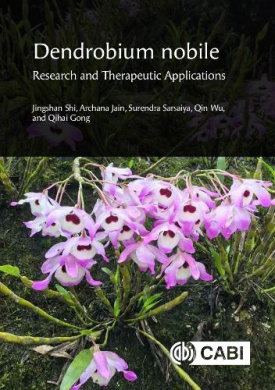 Dendrobium nobile
Research and Therapeutic Applications
Jingshan Shi, Archana Jain, Surendra Sarsaiya, Qin Wu,
and Qihai Gong
CABI